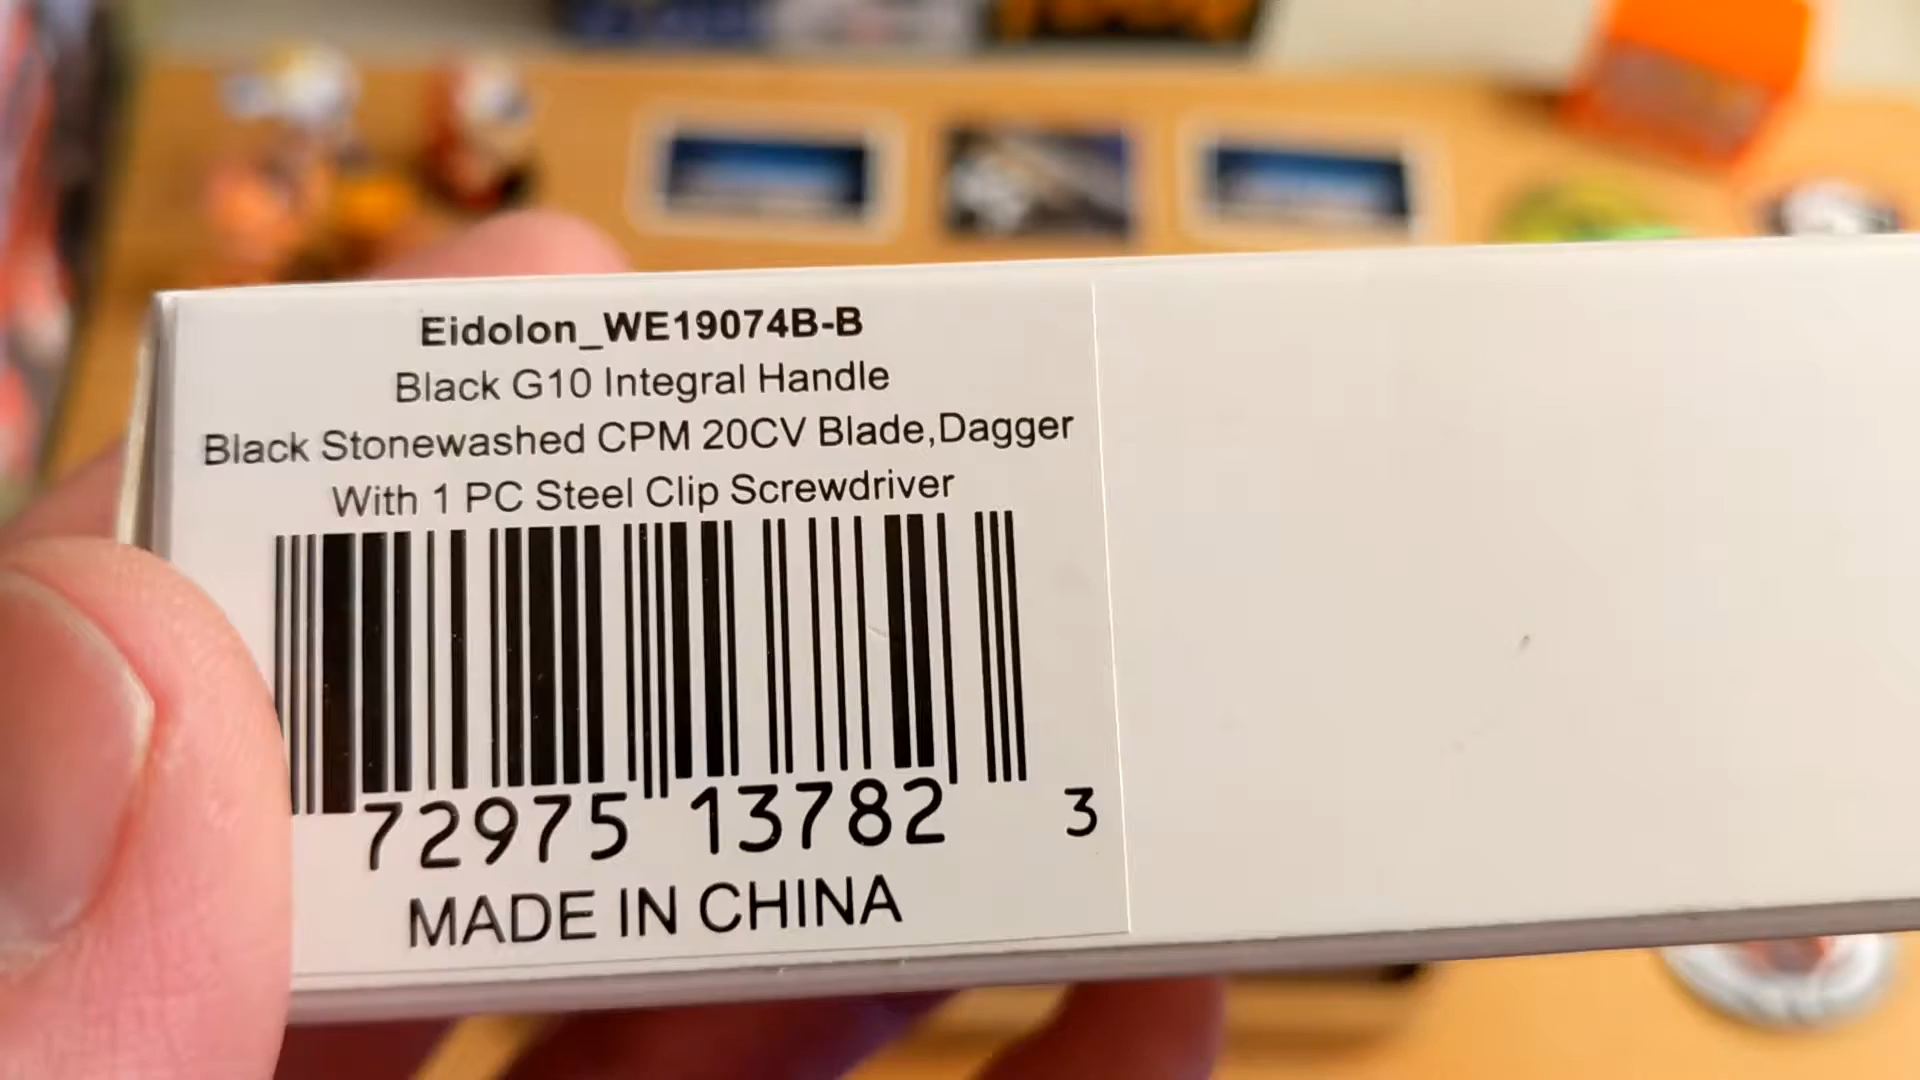 Eidolon_WE19074B-B
Black G10 Integral Handle
Black Stonewashed CPM 20CV Blade,Dagger
With 1 PC Steel Clip Screwdriver
72975 13782 3
MADE IN CHINA